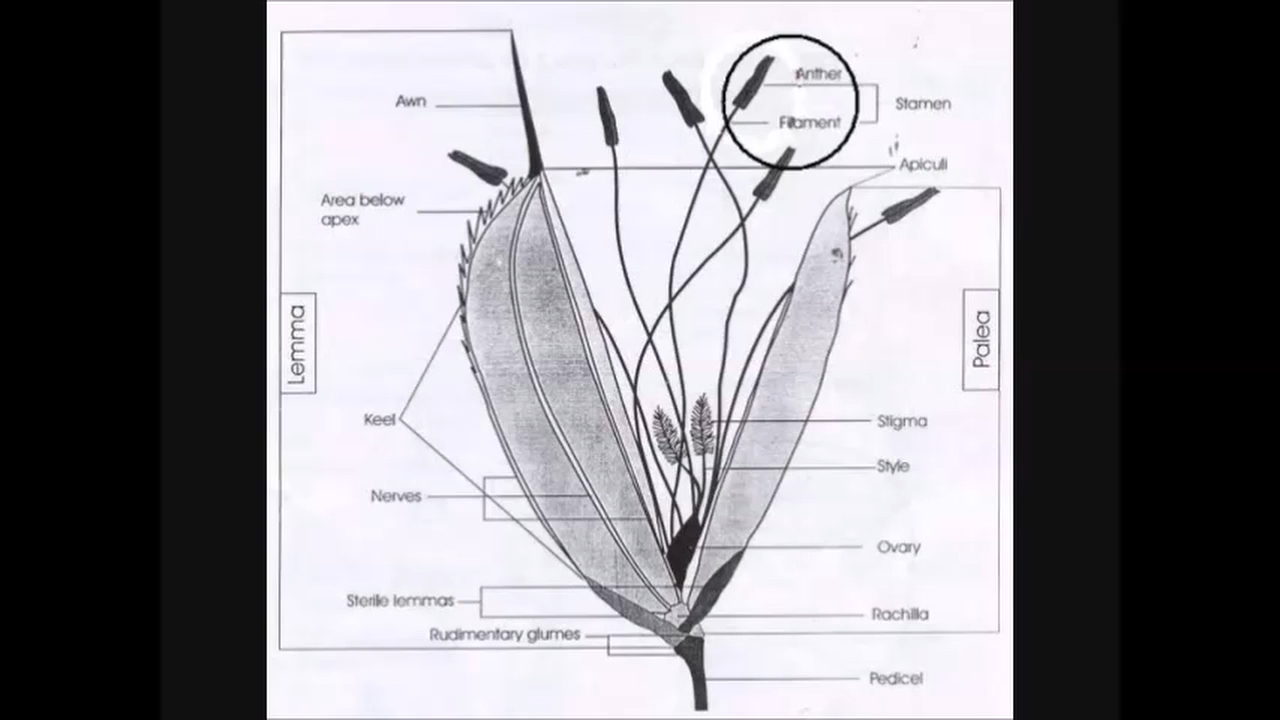 Awn
Anther
Stamen
Filament
Apiculi
Area below
apex
Lemma
Palea
Keel
Stigma
Style
Nerves
Ovary
Sterile lemmas
Rachilla
Rudimentary glumes
Pedicel